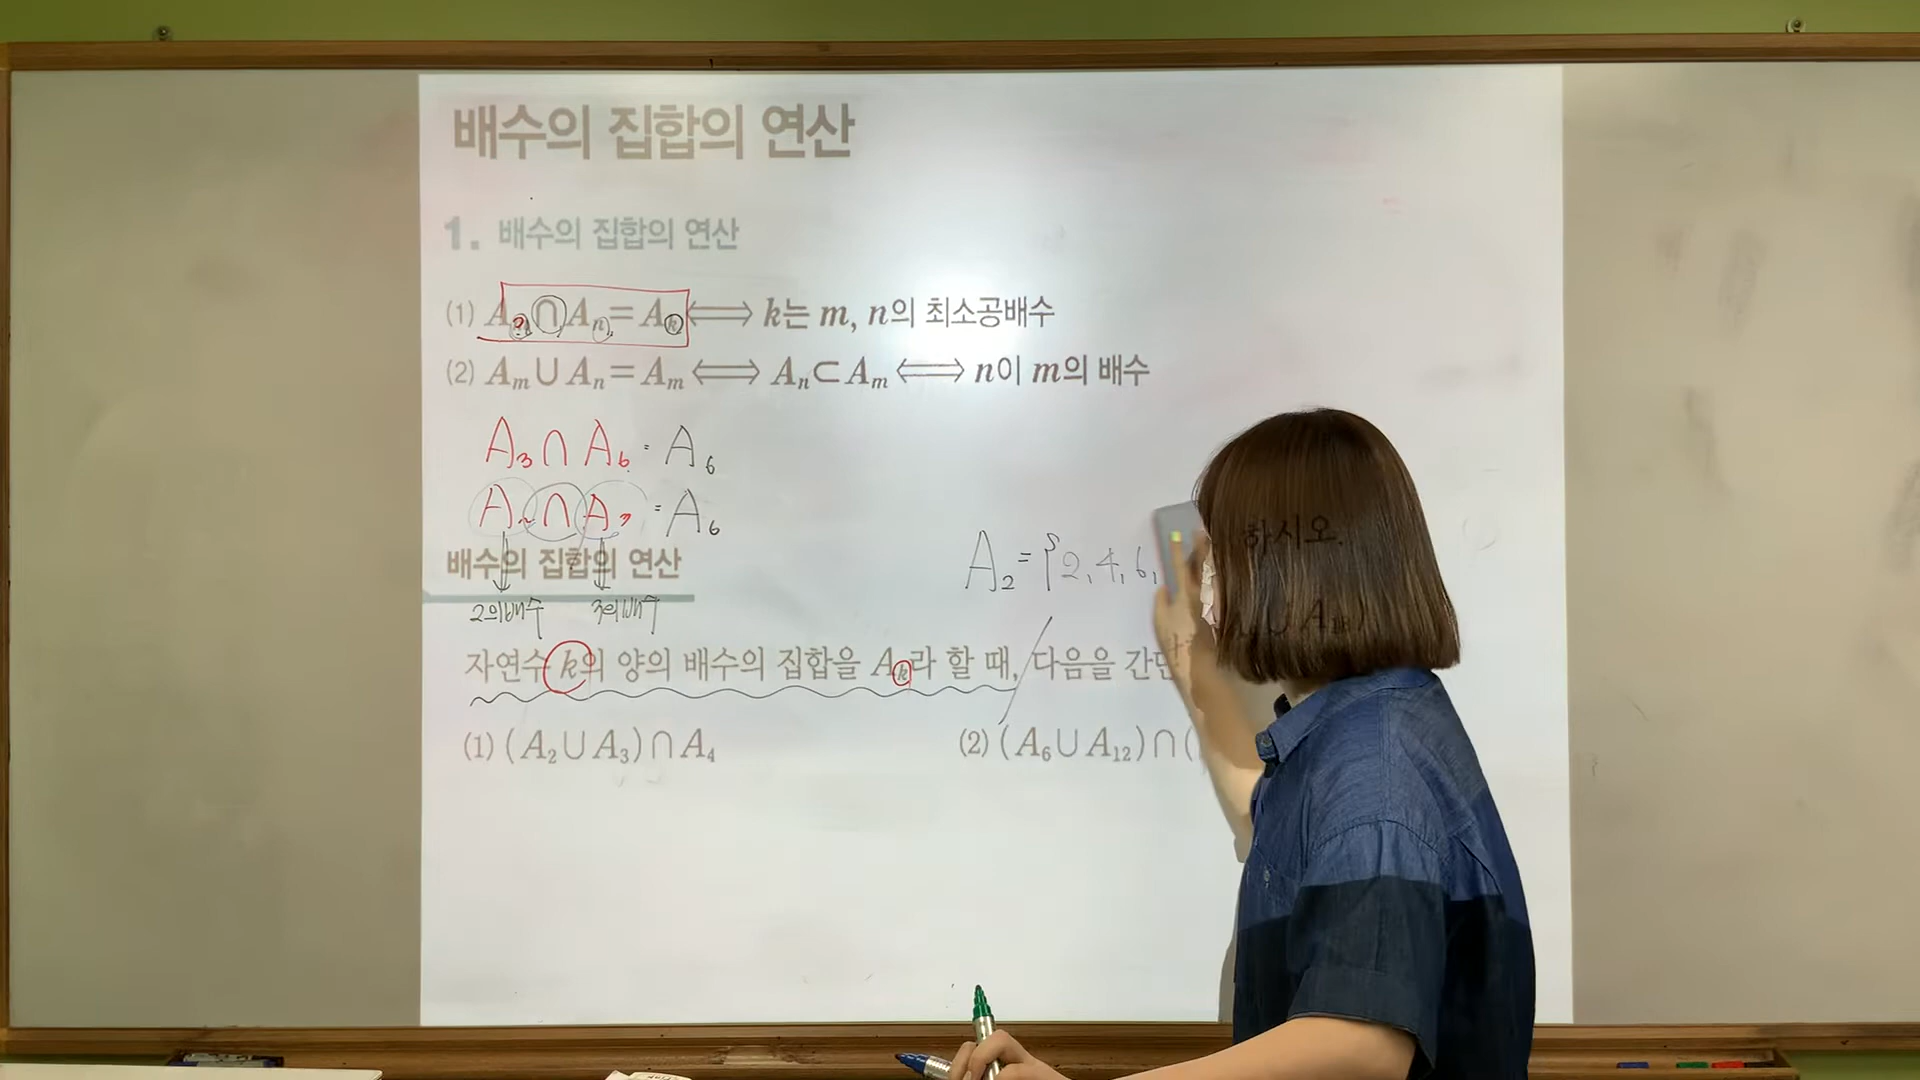 배수의 집합의 연산
1. 배수의 집합의 연산
(1) Aₘ∩Aₙ=Aₖ⟺k는 m, n의 최소공배수
(2) Aₘ∪Aₙ=Aₘ⟺Aₙ⊂Aₘ⟺n이 m의 배수
A₃∩A₆=A₆
A₂∩A₃=A₆
배수의 집합의 연산
2의배수 3의배수
A₂={2,4,6,
하시오.
자연수 k의 양의 배수의 집합을 Aₖ라 할 때, 다음을 간단
(1) (A₂∪A₃)∩A₄
(2) (A₆∪A₁₂)∩(